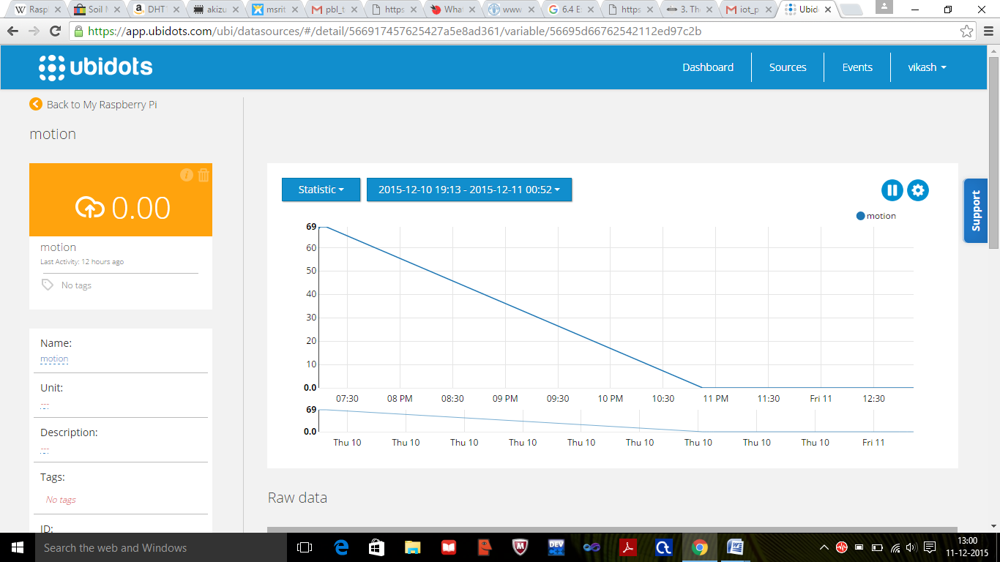 Raspl
Soil M
DHT
akizu
msrit
pbl_t
https
What
www
6.4 E
https
3. The
iot_p
Ubid
https://app.ubidots.com/ubi/datasources/#/detail/566917457625427a5e8ad361/variable/56695d66762542112ed97c2b
ubidots
Dashboard
Sources
Events
vikash
Back to My Raspberry Pi
motion
0.00
motion
Last Activity: 12 hours ago
No tags
Name:
motion
Unit:
---
Description:
---
Tags:
No tags
ID:
Statistic
2015-12-10 19:13 - 2015-12-11 00:52
motion
69
60
50
40
30
20
10
0.0
07:30 08 PM 08:30 09 PM 09:30 10 PM 10:30 11 PM 11:30 Fri 11 12:30
69
0.0
Thu 10 Thu 10 Thu 10 Thu 10 Thu 10 Thu 10 Thu 10 Thu 10 Thu 10 Fri 11
Raw data
Support
Search the web and Windows
DEV
13:00
11-12-2015